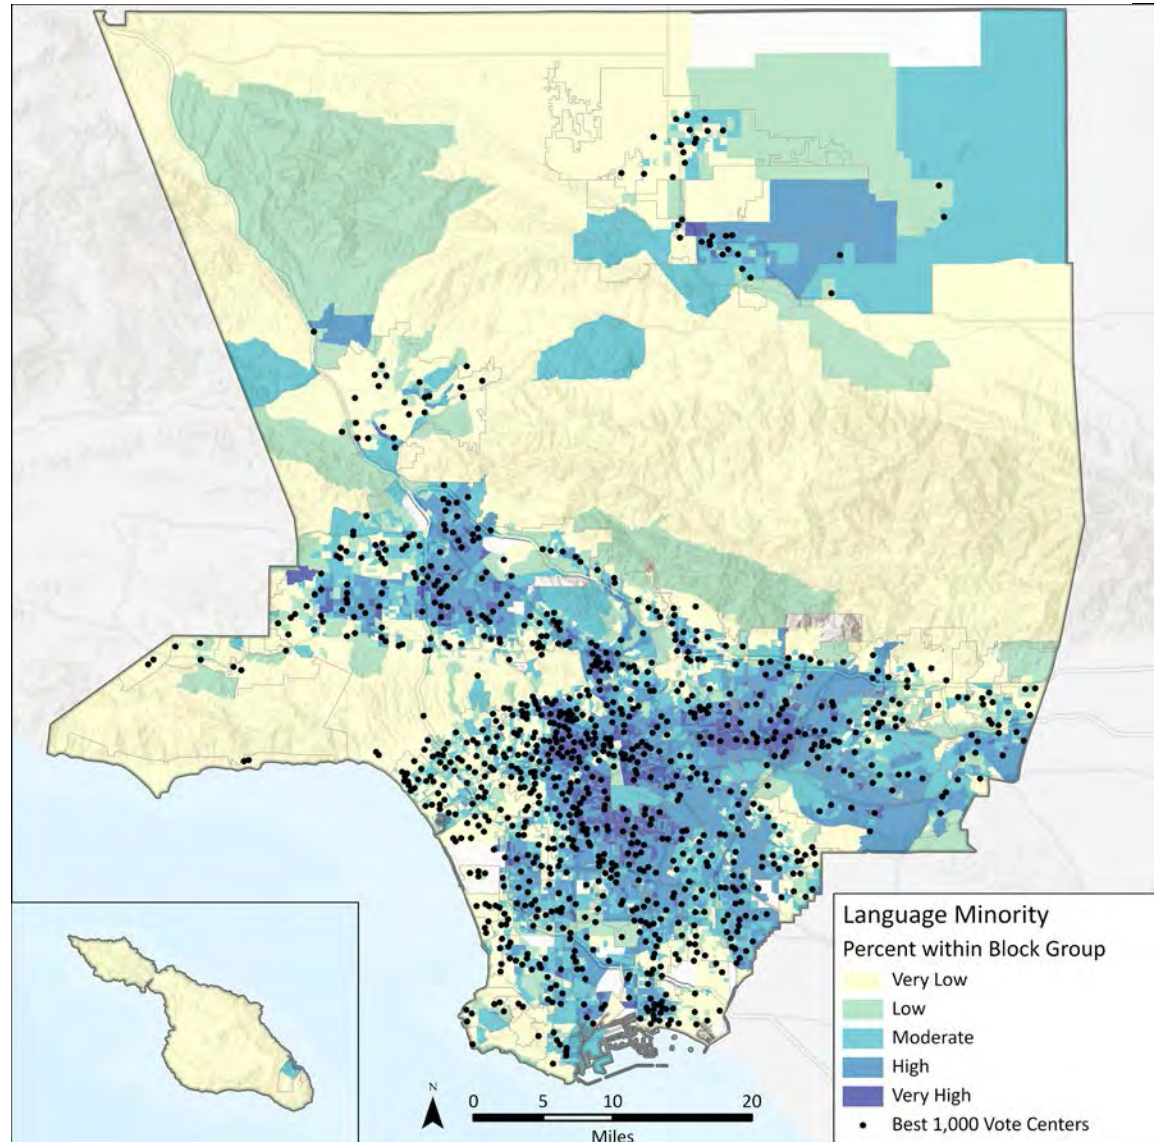 Language Minority
Percent within Block Group
Very Low
Low
Moderate
High
Very High
Best 1,000 Vote Centers
N
0 5 10 20
Miles